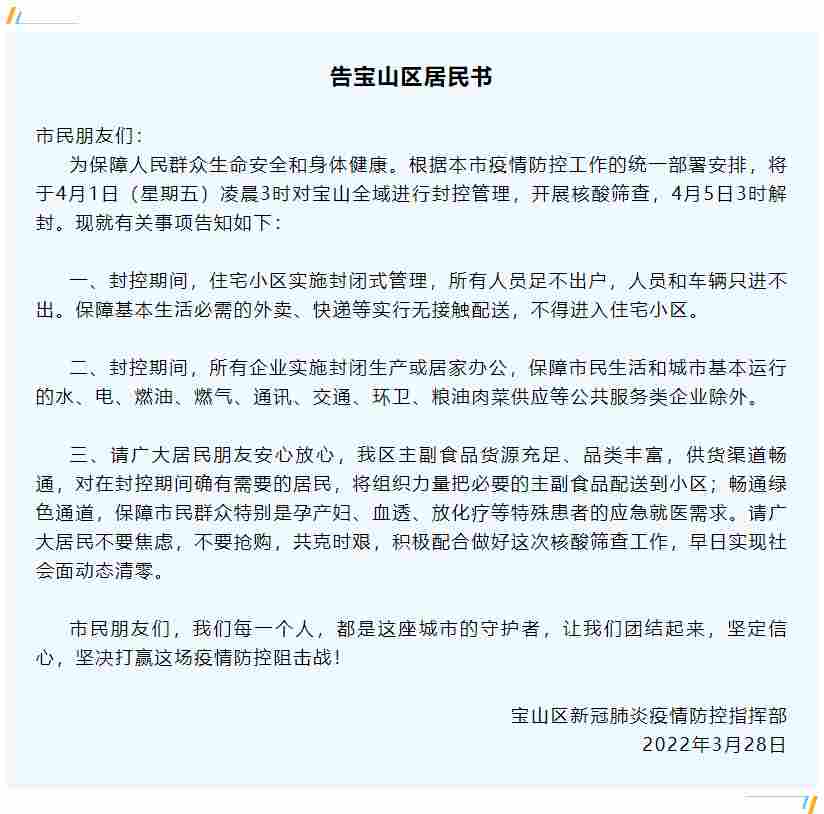 告宝山区居民书
市民朋友们：
为保障人民群众生命安全和身体健康。根据本市疫情防控工作的统一部署安排，将
于4月1日（星期五）凌晨3时对宝山全域进行封控管理，开展核酸筛查，4月5日3时解
封。现就有关事项告知如下：
一、封控期间，住宅小区实施封闭式管理，所有人员足不出户，人员和车辆只进不
出。保障基本生活必需的外卖、快递等实行无接触配送，不得进入住宅小区。
二、封控期间，所有企业实施封闭生产或居家办公，保障市民生活和城市基本运行
的水、电、燃油、燃气、通讯、交通、环卫、粮油肉菜供应等公共服务类企业除外。
三、请广大居民朋友安心放心，我区主副食品货源充足、品类丰富，供货渠道畅
通，对在封控期间确有需要的居民，将组织力量把必要的主副食品配送到小区；畅通绿
色通道，保障市民群众特别是孕产妇、血透、放化疗等特殊患者的应急就医需求。请广
大居民不要焦虑，不要抢购，共克时艰，积极配合做好这次核酸筛查工作，早日实现社
会面动态清零。
市民朋友们，我们每一个人，都是这座城市的守护者，让我们团结起来，坚定信
心，坚决打赢这场疫情防控阻击战！
宝山区新冠肺炎疫情防控指挥部
2022年3月28日